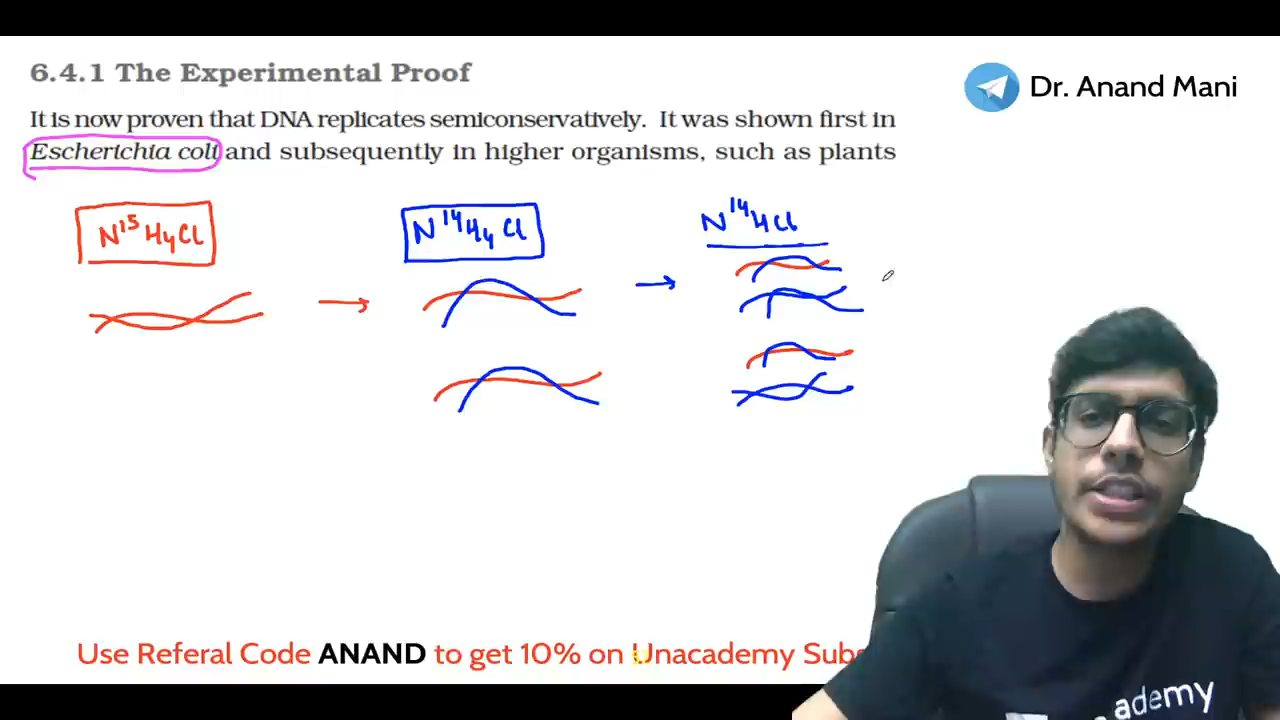 6.4.1 The Experimental Proof
Dr. Anand Mani
It is now proven that DNA replicates semiconservatively. It was shown first in
Escherichia coli and subsequently in higher organisms, such as plants
N¹⁵H₄Cl
N¹⁴H₄Cl
N¹⁴HCl
Use Referal Code ANAND to get 10% on Unacademy Subs
ademy